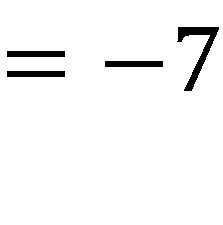 = −7